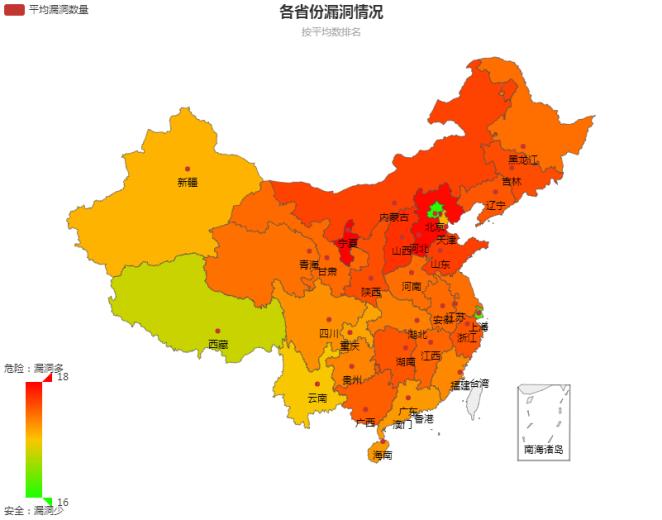 平均漏洞数量
各省份漏洞情况
按平均数排名
黑龙江
吉林
新疆
辽宁
内蒙古
北京
天津
宁夏
山西
河北
山东
青海
甘肃
陕西
河南
安徽
江苏
上海
西藏
四川
重庆
湖北
浙江
湖南
江西
贵州
福建
台湾
云南
广东
广西
澳门
香港
海南
南海诸岛
危险：漏洞多
18
16
安全：漏洞少